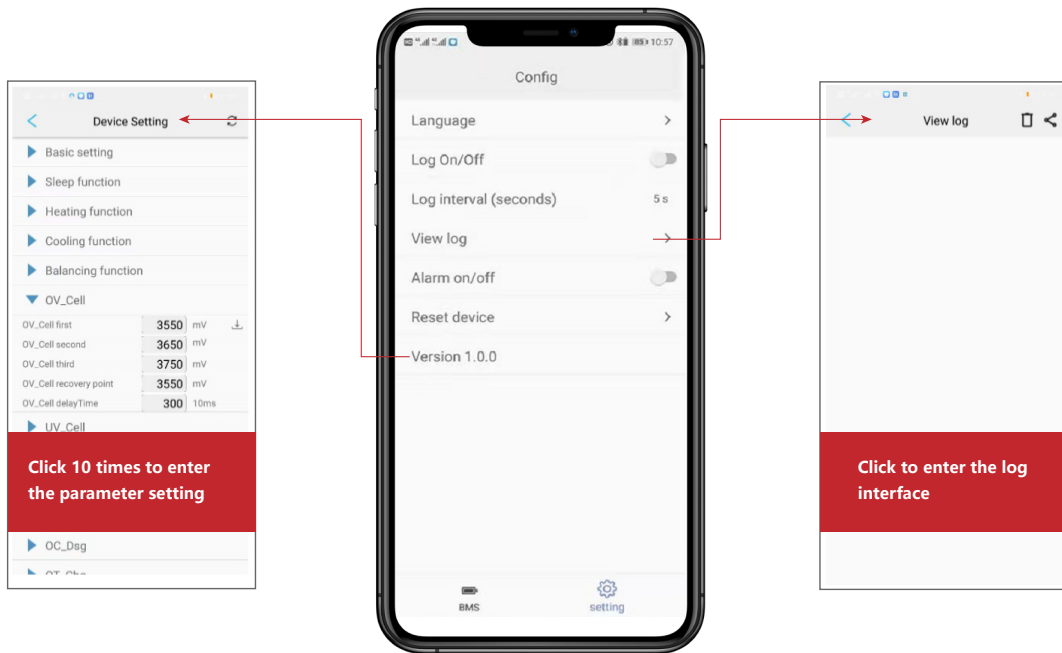 Device Setting
Basic setting
Sleep function
Heating function
Cooling function
Balancing function
OV_Cell
OV_Cell first 3550 mV
OV_Cell second 3650 mV
OV_Cell third 3750 mV
OV_Cell recovery point 3550 mV
OV_Cell delayTime 300 10ms
UV_Cell
Click 10 times to enter
the parameter setting
OC_Dsg
10:57
Config
Language
Log On/Off
Log interval (seconds) 5 s
View log
Alarm on/off
Reset device
Version 1.0.0
BMS
setting
View log
Click to enter the log
interface